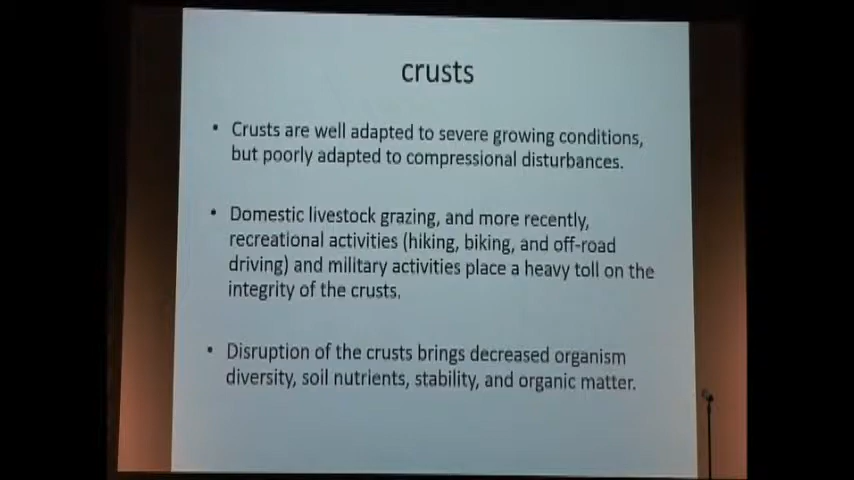 crusts
• Crusts are well adapted to severe growing conditions,
but poorly adapted to compressional disturbances.
• Domestic livestock grazing, and more recently,
recreational activities (hiking, biking, and off-road
driving) and military activities place a heavy toll on the
integrity of the crusts.
• Disruption of the crusts brings decreased organism
diversity, soil nutrients, stability, and organic matter.